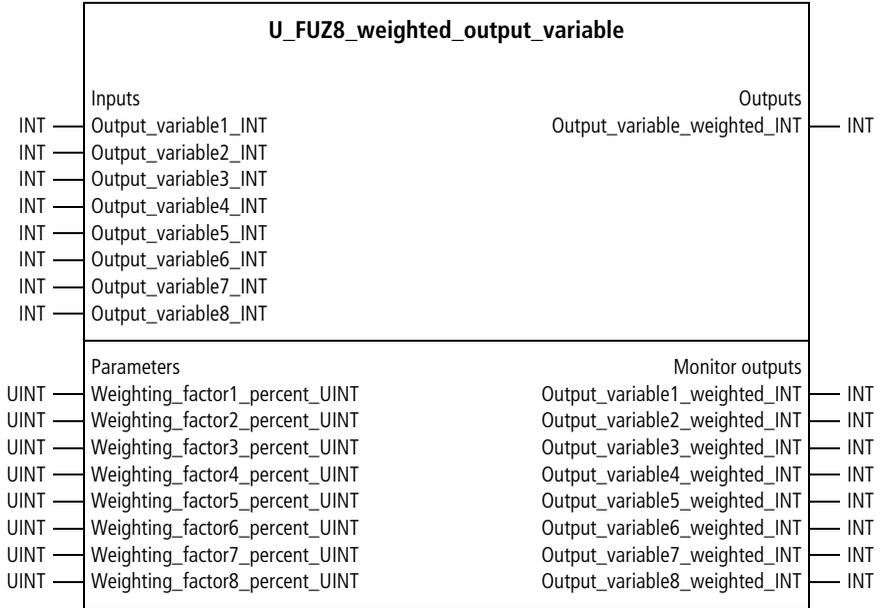 U_FUZ8_weighted_output_variable
Inputs Outputs
INT Output_variable1_INT Output_variable_weighted_INT INT
INT Output_variable2_INT
INT Output_variable3_INT
INT Output_variable4_INT
INT Output_variable5_INT
INT Output_variable6_INT
INT Output_variable7_INT
INT Output_variable8_INT
Parameters Monitor outputs
UINT Weighting_factor1_percent_UINT Output_variable1_weighted_INT INT
UINT Weighting_factor2_percent_UINT Output_variable2_weighted_INT INT
UINT Weighting_factor3_percent_UINT Output_variable3_weighted_INT INT
UINT Weighting_factor4_percent_UINT Output_variable4_weighted_INT INT
UINT Weighting_factor5_percent_UINT Output_variable5_weighted_INT INT
UINT Weighting_factor6_percent_UINT Output_variable6_weighted_INT INT
UINT Weighting_factor7_percent_UINT Output_variable7_weighted_INT INT
UINT Weighting_factor8_percent_UINT Output_variable8_weighted_INT INT